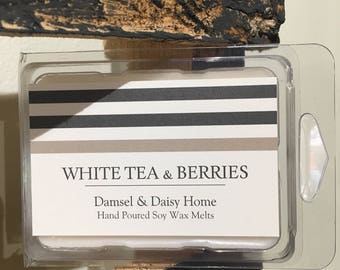 WHITE TEA & BERRIES
Damsel & Daisy Home
Hand Poured Soy Wax Melts